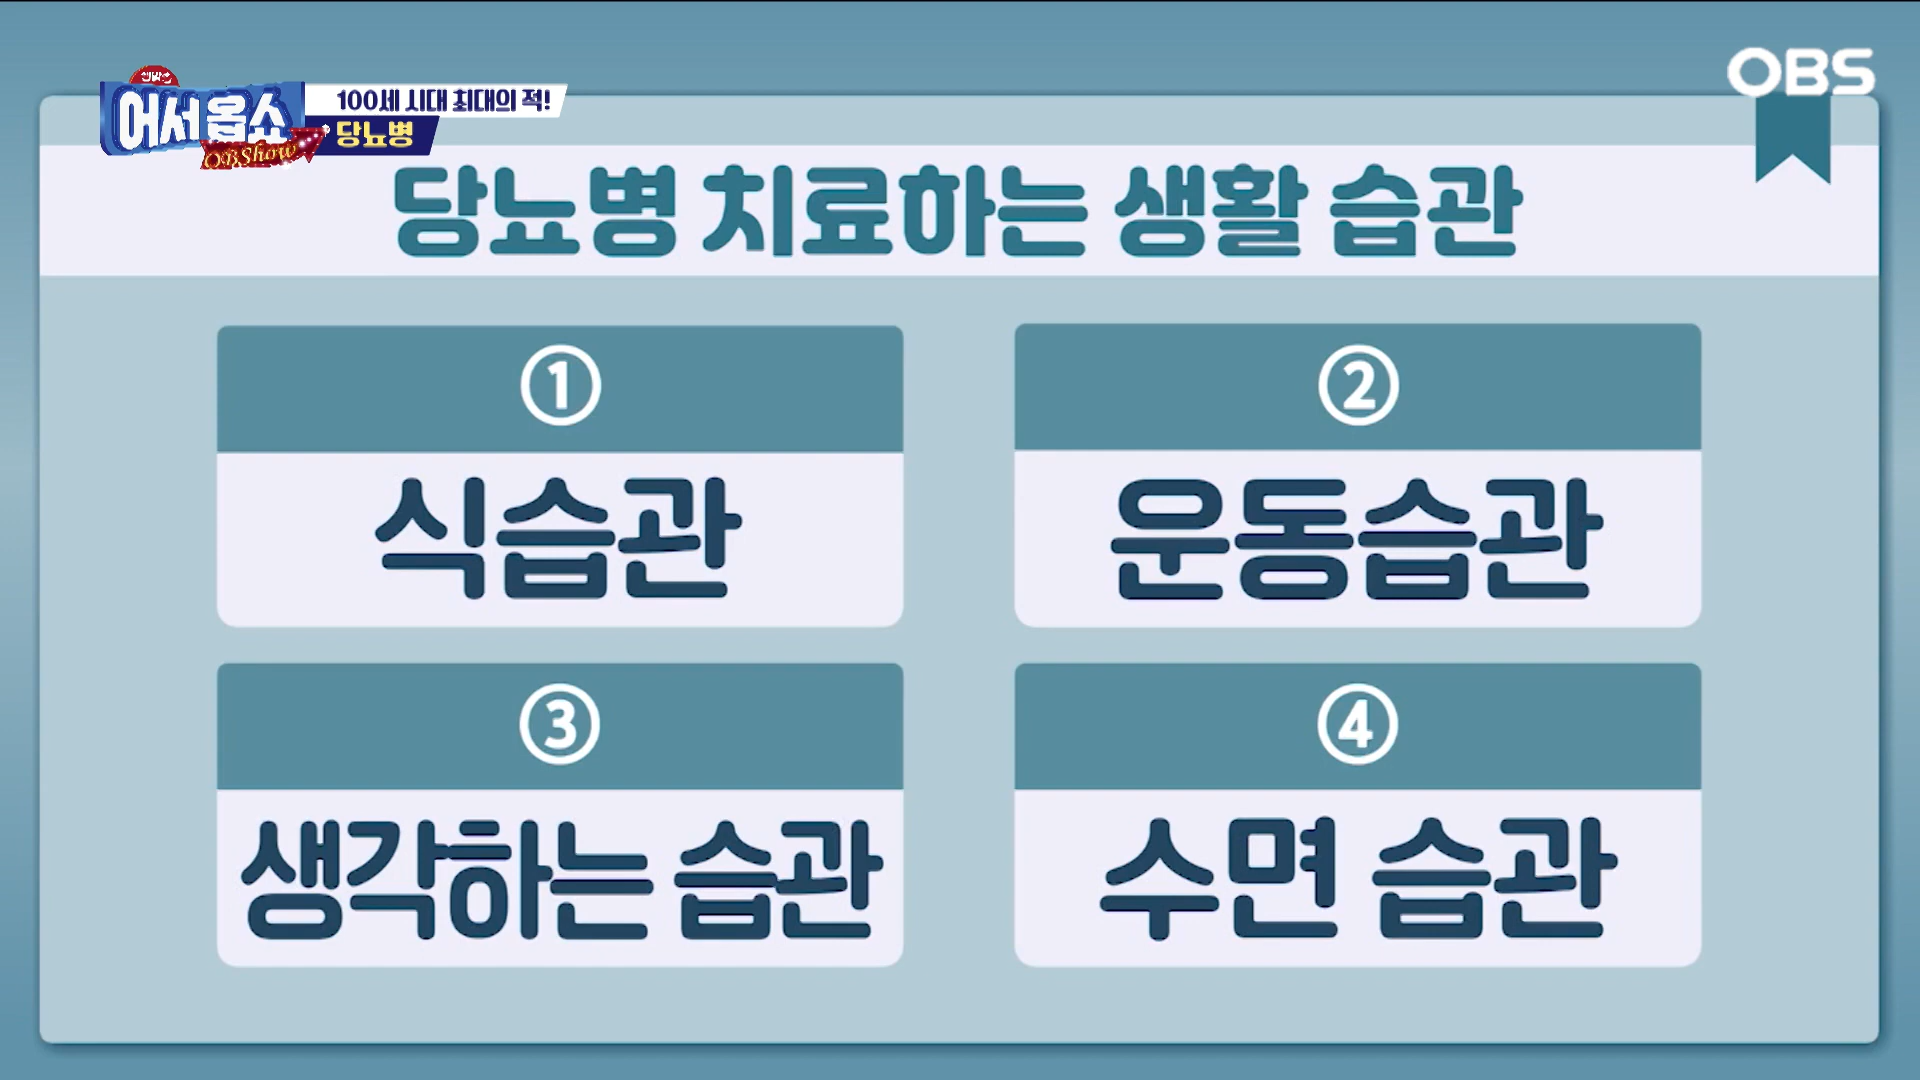 OBS
어서옵쇼
OBShow
100세 시대 최대의 적!
당뇨병
당뇨병 치료하는 생활 습관
①
식습관
②
운동습관
③
생각하는 습관
④
수면 습관